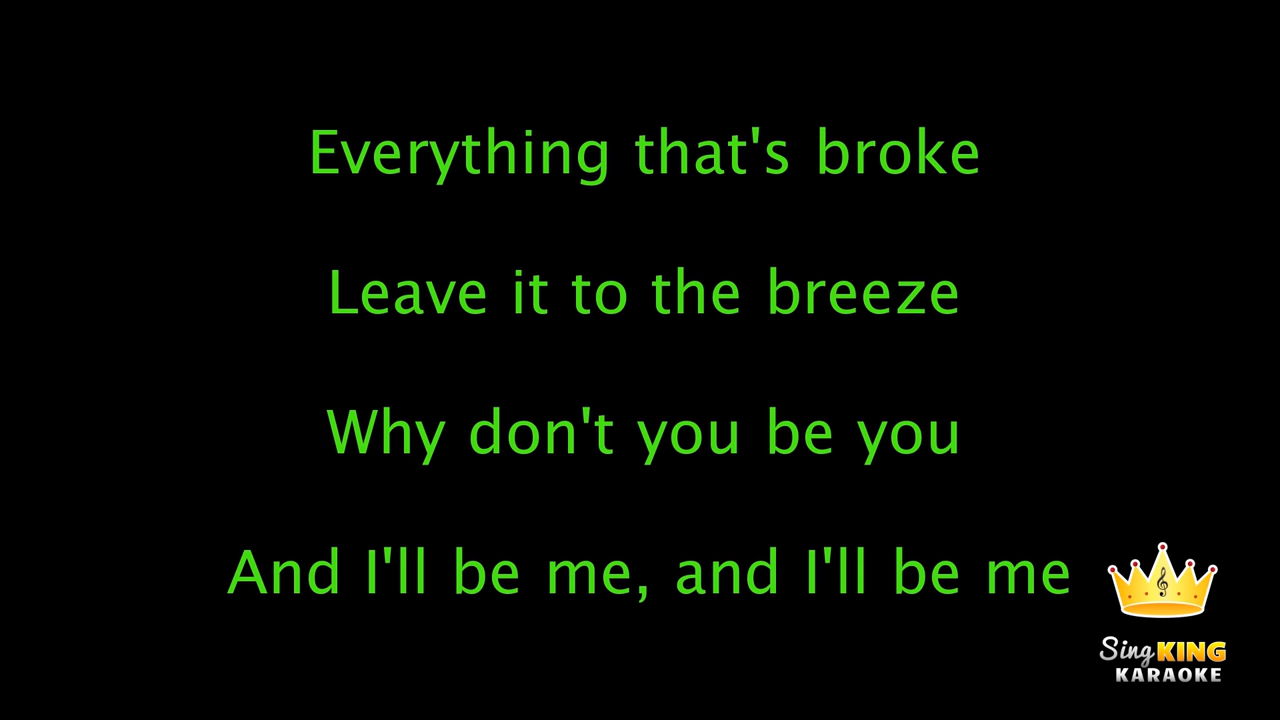 Everything that's broke
Leave it to the breeze
Why don't you be you
And I'll be me, and I'll be me
Sing KING
KARAOKE